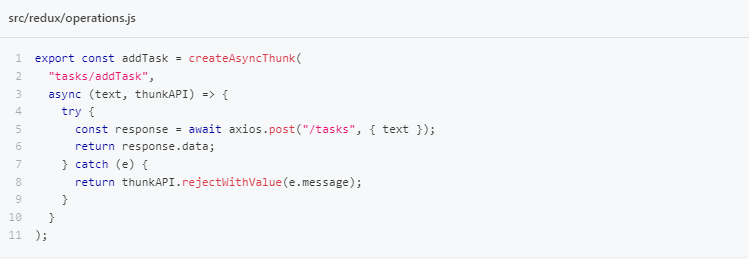 src/redux/operations.js
1 export const addTask = createAsyncThunk(
2   "tasks/addTask",
3   async (text, thunkAPI) => {
4     try {
5       const response = await axios.post("/tasks", { text });
6       return response.data;
7     } catch (e) {
8       return thunkAPI.rejectWithValue(e.message);
9     }
10   }
11 );